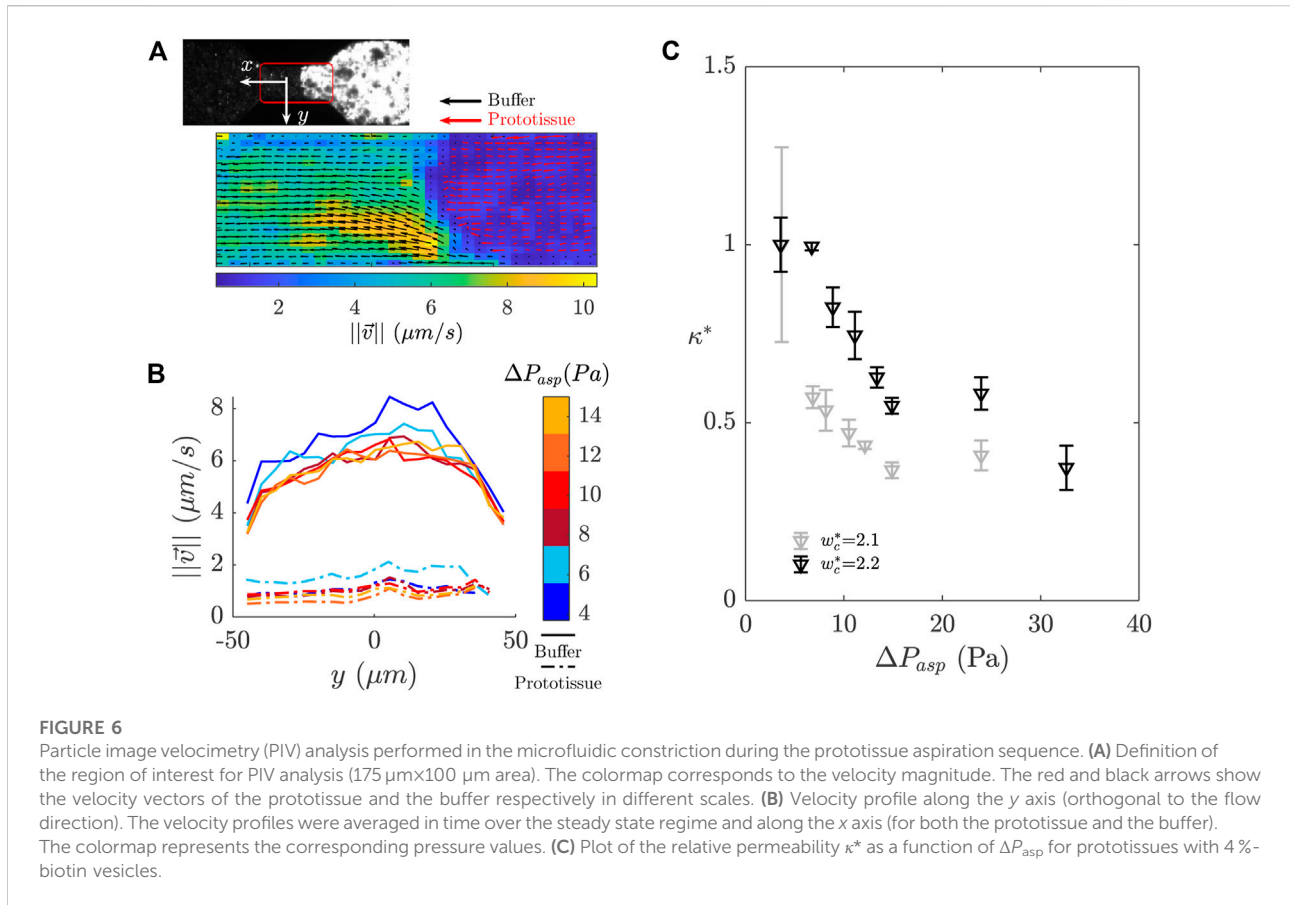 A
x
y
Buffer
Prototissue
2 4 6 8 10
||v⃗|| (μm/s)
B
ΔP_asp(Pa)
8
6
4
2
0
||v⃗|| (μm/s)
-50 0 50
y (μm)
14
12
10
8
6
4
Buffer
Prototissue
C
1.5
1
0.5
0
κ*
w_c*=2.1
w_c*=2.2
0 10 20 30 40
ΔP_asp (Pa)
FIGURE 6
Particle image velocimetry (PIV) analysis performed in the microfluidic constriction during the prototissue aspiration sequence. (A) Definition of
the region of interest for PIV analysis (175 μm×100 μm area). The colormap corresponds to the velocity magnitude. The red and black arrows show
the velocity vectors of the prototissue and the buffer respectively in different scales. (B) Velocity profile along the y axis (orthogonal to the flow
direction). The velocity profiles were averaged in time over the steady state regime and along the x axis (for both the prototissue and the buffer).
The colormap represents the corresponding pressure values. (C) Plot of the relative permeability κ* as a function of ΔP_asp for prototissues with 4 %-
biotin vesicles.